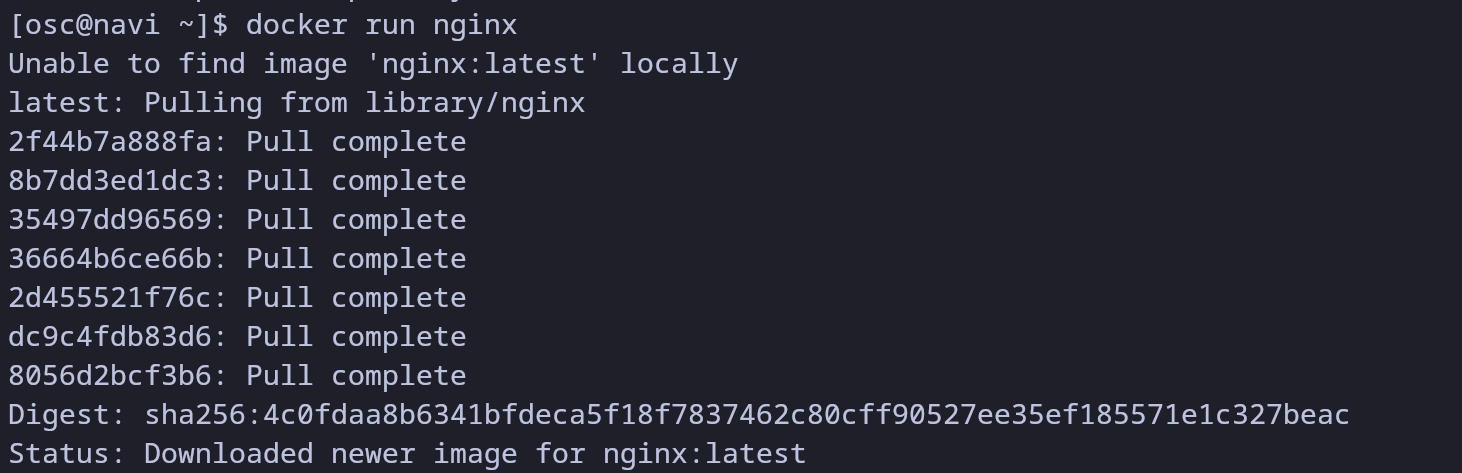 [osc@navi ~]$ docker run nginx
Unable to find image 'nginx:latest' locally
latest: Pulling from library/nginx
2f44b7a888fa: Pull complete
8b7dd3ed1dc3: Pull complete
35497dd96569: Pull complete
36664b6ce66b: Pull complete
2d455521f76c: Pull complete
dc9c4fdb83d6: Pull complete
8056d2bcf3b6: Pull complete
Digest: sha256:4c0fdaa8b6341bfdeca5f18f7837462c80cff90527ee35ef185571e1c327beac
Status: Downloaded newer image for nginx:latest